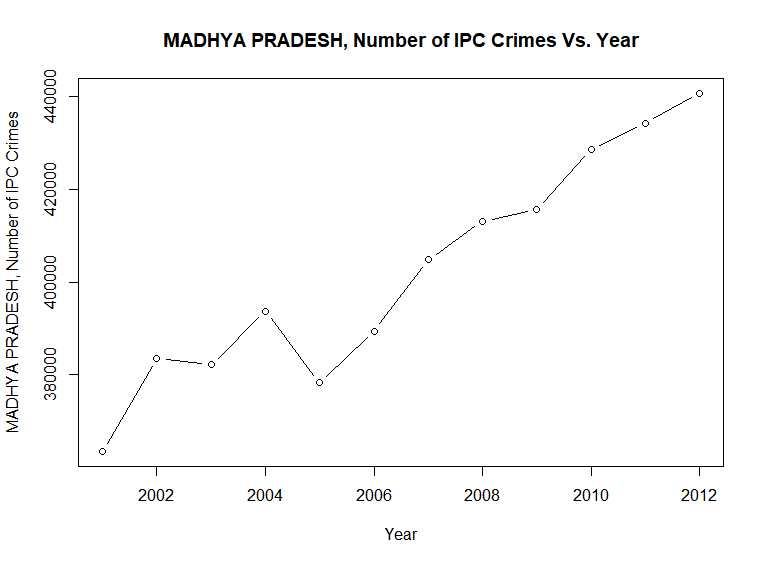 MADHYA PRADESH, Number of IPC Crimes Vs. Year
MADHYA PRADESH, Number of IPC Crimes
440000
420000
400000
380000
2002 2004 2006 2008 2010 2012
Year